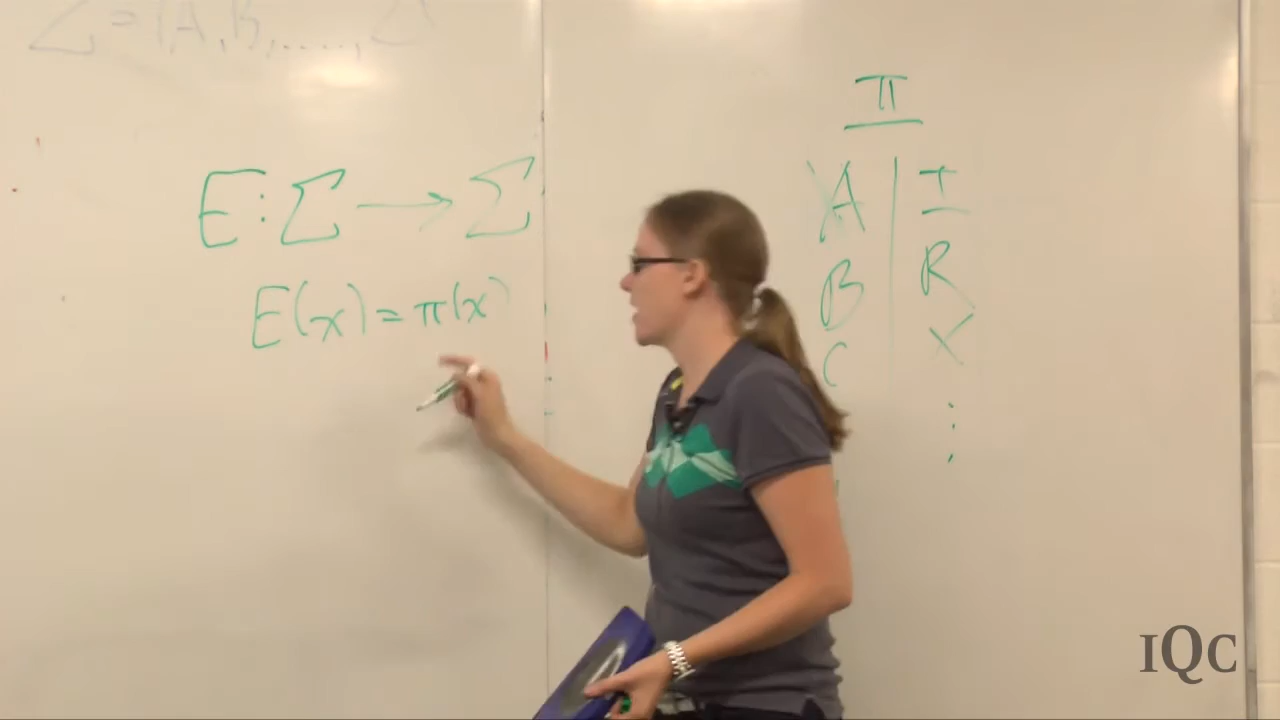 Σ = {A, B, ...., Z
E: Σ → Σ
E(x) = π(x)
π
A | I
B | R
C | X
⋮
IQC